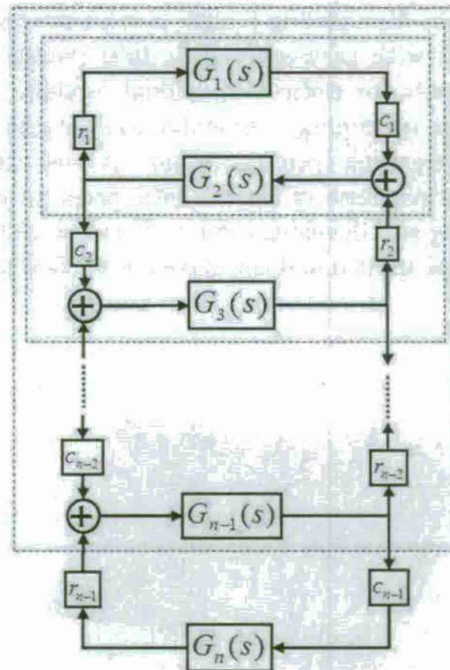 G₁(s)
r₁
c₁
G₂(s)
+
c₂
r₂
+
G₃(s)
cₙ₋₂
rₙ₋₂
+
Gₙ₋₁(s)
rₙ₋₁
cₙ₋₁
Gₙ(s)